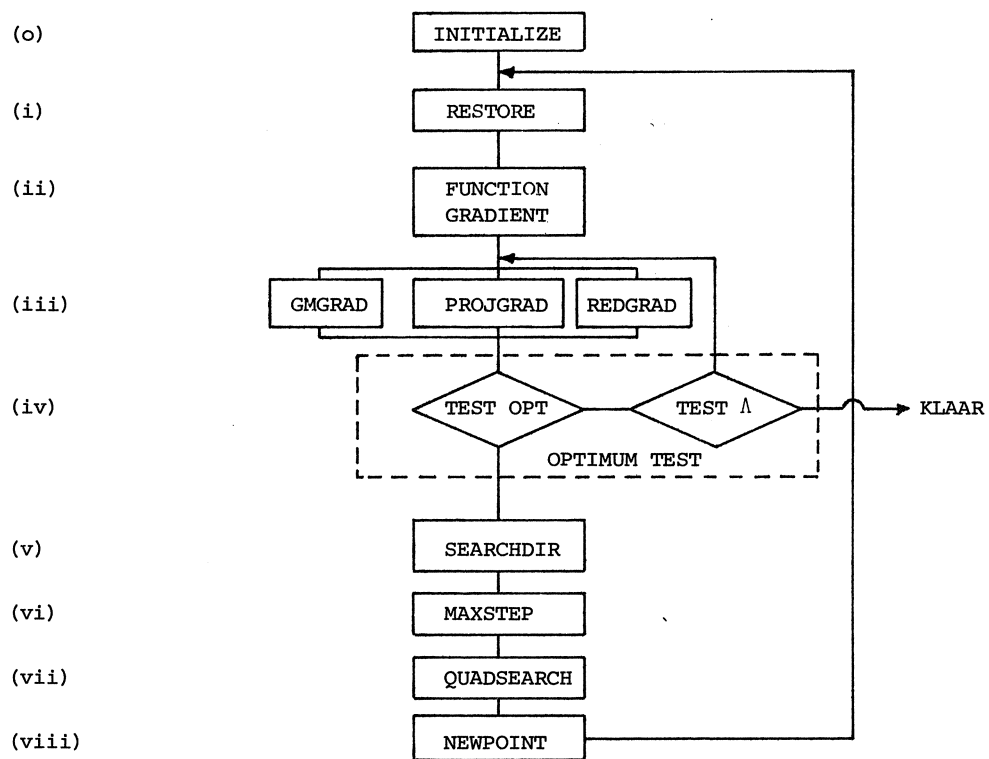 (o) INITIALIZE
(i) RESTORE
(ii) FUNCTION
GRADIENT
(iii) GMGRAD PROJGRAD REDGRAD
(iv) TEST OPT TEST Λ KLAAR
OPTIMUM TEST
(v) SEARCHDIR
(vi) MAXSTEP
(vii) QUADSEARCH
(viii) NEWPOINT